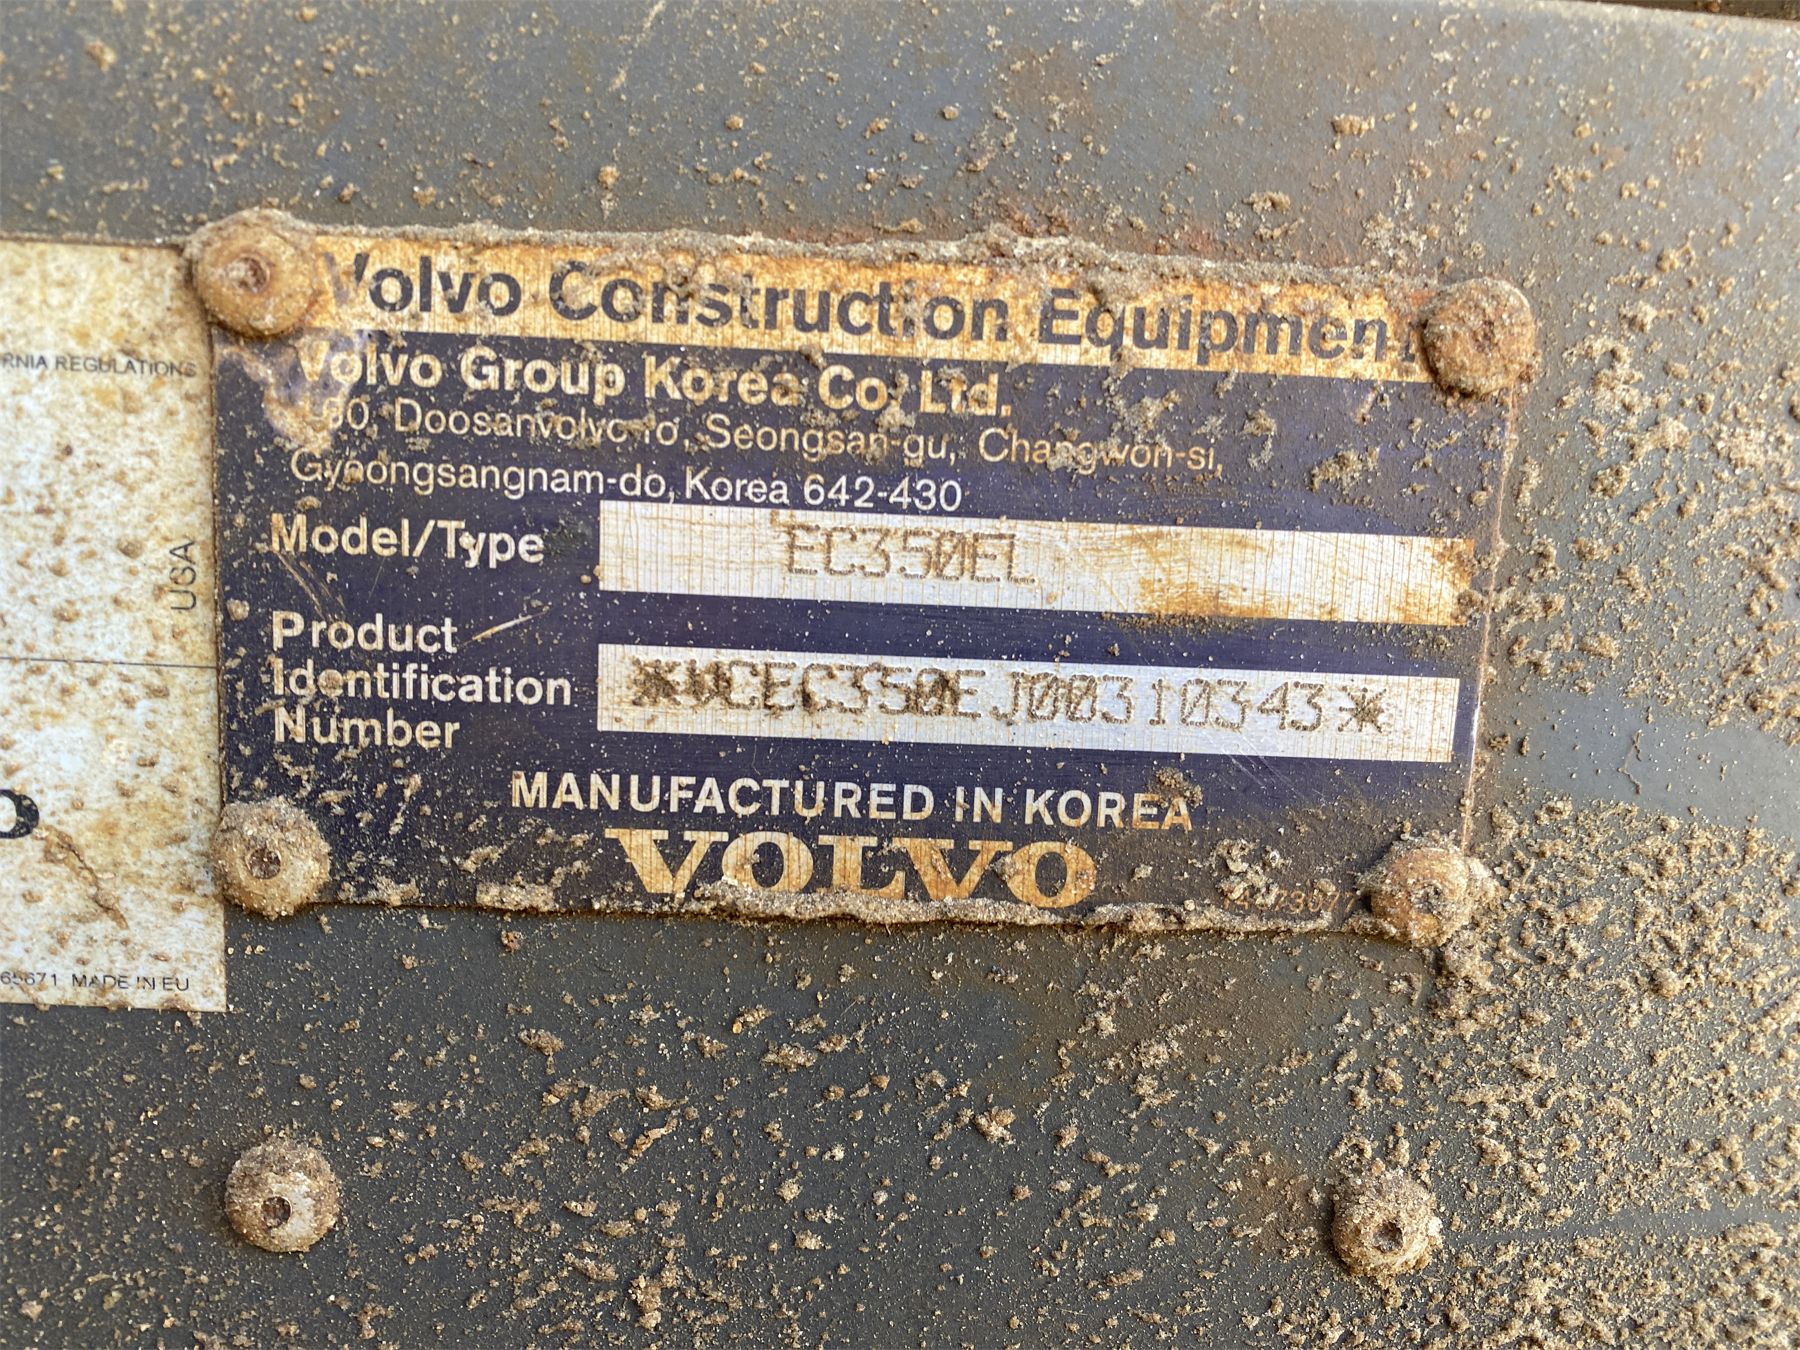 Volvo Construction Equipment
Volvo Group Korea Co. Ltd.
Doosanvolvo-ro, Seongsan-gu, Changwon-si,
Gyeongsangnam-do, Korea 642-430
Model/Type EC350EL
Product
Identification
Number
*VCEC350EJ00310343*
MANUFACTURED IN KOREA
VOLVO
RNIA REGULATIONS
USA
MADE IN EU